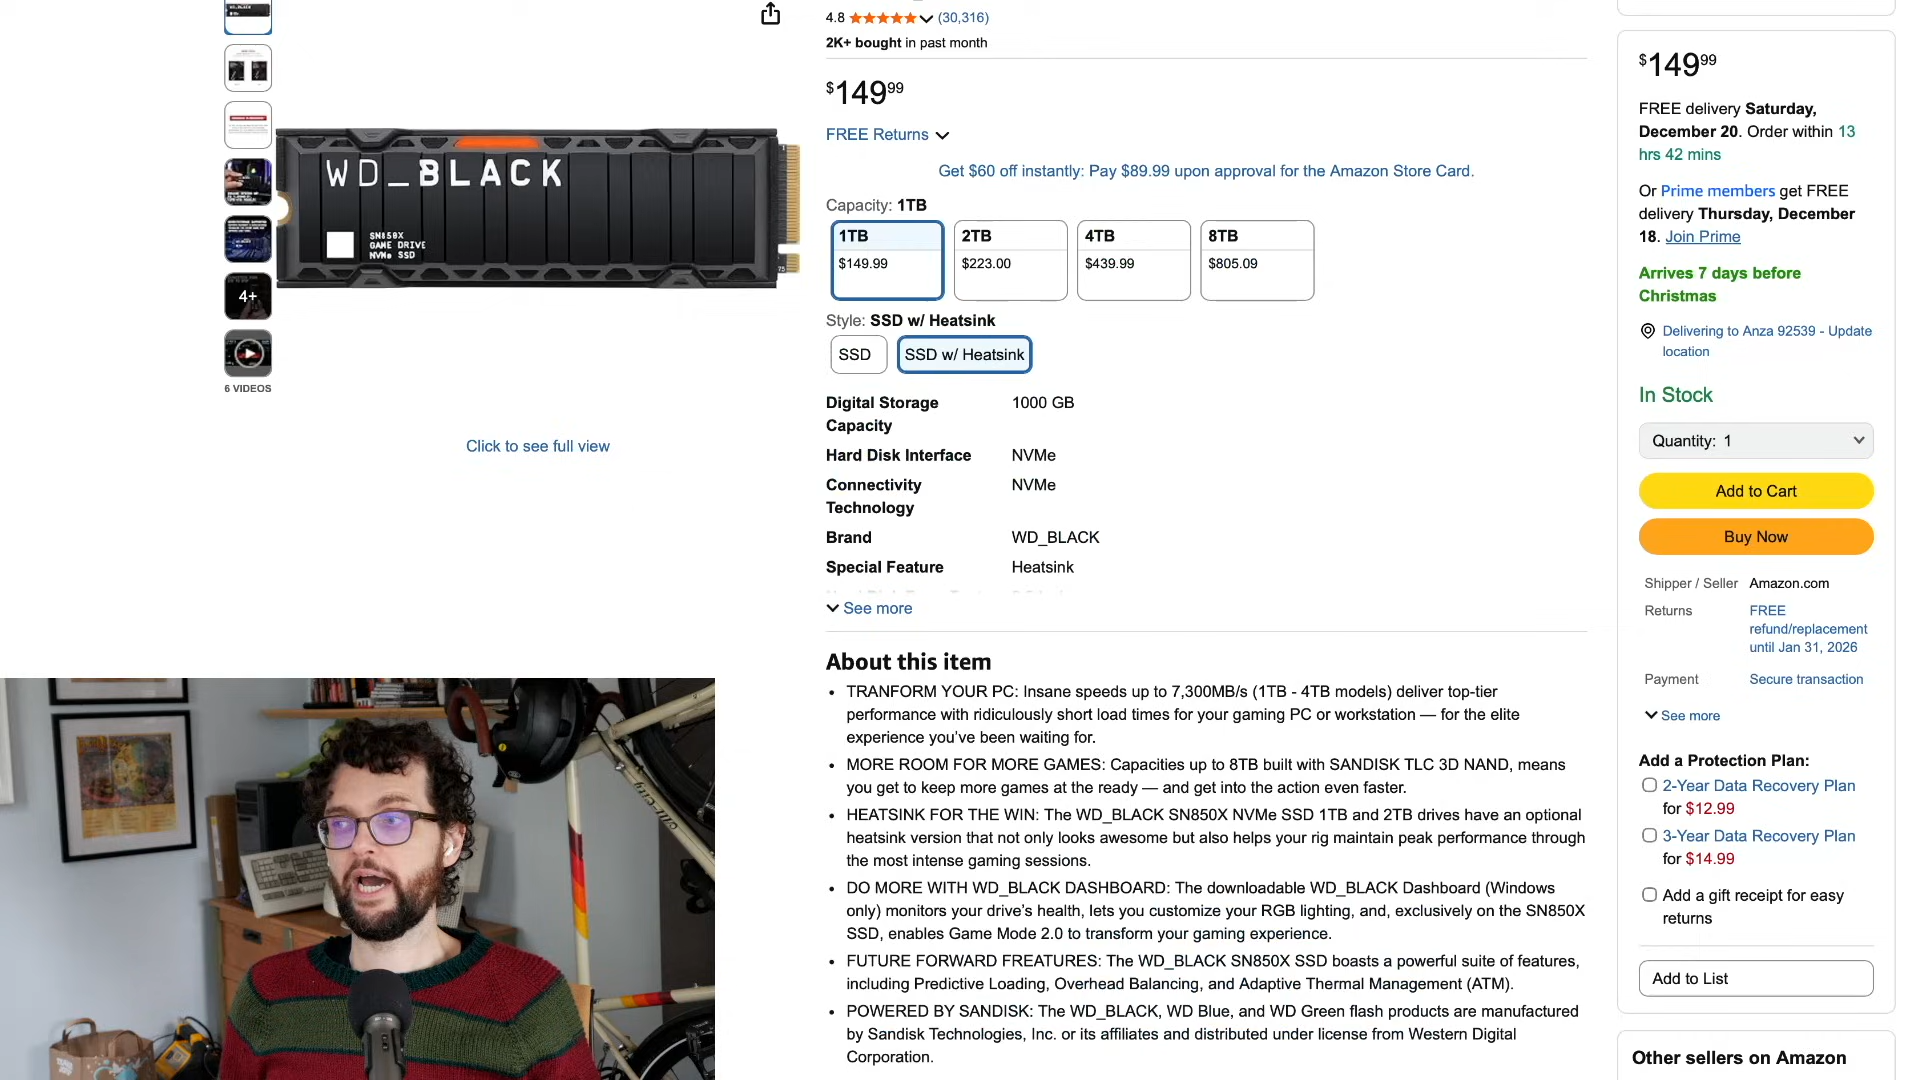 WD_BLACK
4+
6 VIDEOS
WD_BLACK
SN850X
GAME DRIVE
NVMe SSD
Click to see full view
4.8 (30,316)
2K+ bought in past month
$149.99
FREE Returns
Get $60 off instantly: Pay $89.99 upon approval for the Amazon Store Card.
Capacity: 1TB
1TB 2TB 4TB 8TB
$149.99 $223.00 $439.99 $805.09
Style: SSD w/ Heatsink
SSD SSD w/ Heatsink
Digital Storage 1000 GB
Capacity
Hard Disk Interface NVMe
Connectivity NVMe
Technology
Brand WD_BLACK
Special Feature Heatsink
See more
About this item
TRANFORM YOUR PC: Insane speeds up to 7,300MB/s (1TB - 4TB models) deliver top-tier
performance with ridiculously short load times for your gaming PC or workstation — for the elite
experience you’ve been waiting for.
MORE ROOM FOR MORE GAMES: Capacities up to 8TB built with SANDISK TLC 3D NAND, means
you get to keep more games at the ready — and get into the action even faster.
HEATSINK FOR THE WIN: The WD_BLACK SN850X NVMe SSD 1TB and 2TB drives have an optional
heatsink version that not only looks awesome but also helps your rig maintain peak performance through
the most intense gaming sessions.
DO MORE WITH WD_BLACK DASHBOARD: The downloadable WD_BLACK Dashboard (Windows
only) monitors your drive’s health, lets you customize your RGB lighting, and, exclusively on the SN850X
SSD, enables Game Mode 2.0 to transform your gaming experience.
FUTURE FORWARD FREATURES: The WD_BLACK SN850X SSD boasts a powerful suite of features,
including Predictive Loading, Overhead Balancing, and Adaptive Thermal Management (ATM).
POWERED BY SANDISK: The WD_BLACK, WD Blue, and WD Green flash products are manufactured
by Sandisk Technologies, Inc. or its affiliates and distributed under license from Western Digital
Corporation.
$149.99
FREE delivery Saturday,
December 20. Order within 13
hrs 42 mins
Or Prime members get FREE
delivery Thursday, December
18. Join Prime
Arrives 7 days before
Christmas
Delivering to Anza 92539 - Update
location
In Stock
Quantity: 1
Add to Cart
Buy Now
Shipper / Seller Amazon.com
Returns FREE
refund/replacement
until Jan 31, 2026
Payment Secure transaction
See more
Add a Protection Plan:
2-Year Data Recovery Plan
for $12.99
3-Year Data Recovery Plan
for $14.99
Add a gift receipt for easy
returns
Add to List
Other sellers on Amazon